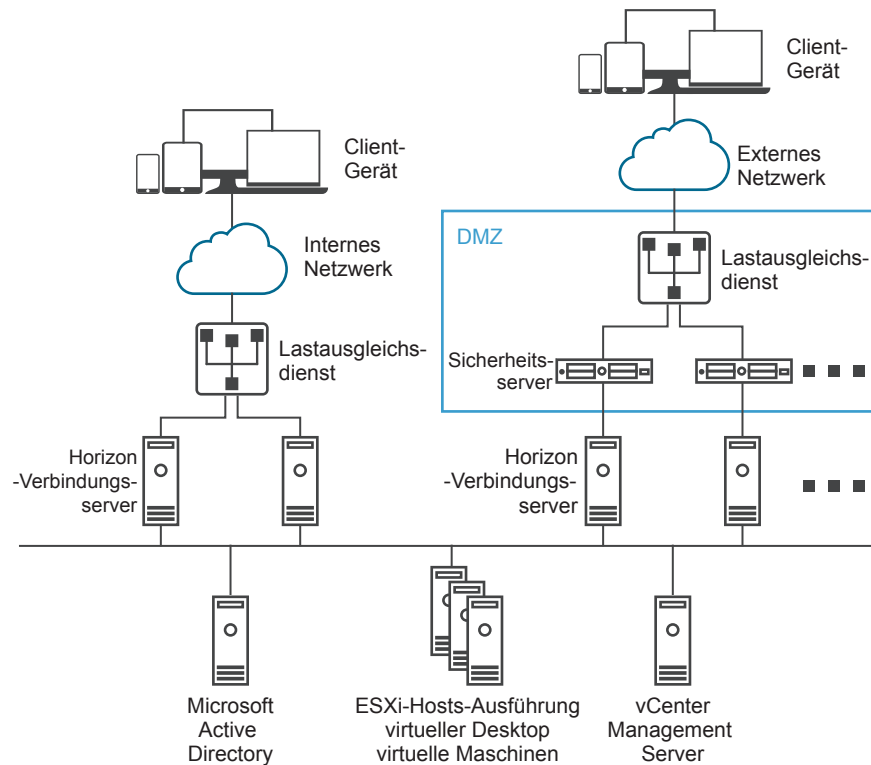 Client-
Gerät
Client-
Gerät
Externes
Netzwerk
Internes
Netzwerk
DMZ
Lastausgleichs-
dienst
Lastausgleichs-
dienst
Sicherheits-
server
Horizon
-Verbindungs-
server
Horizon
-Verbindungs-
server
Microsoft
Active
Directory
ESXi-Hosts-Ausführung
virtueller Desktop
virtuelle Maschinen
vCenter
Management
Server